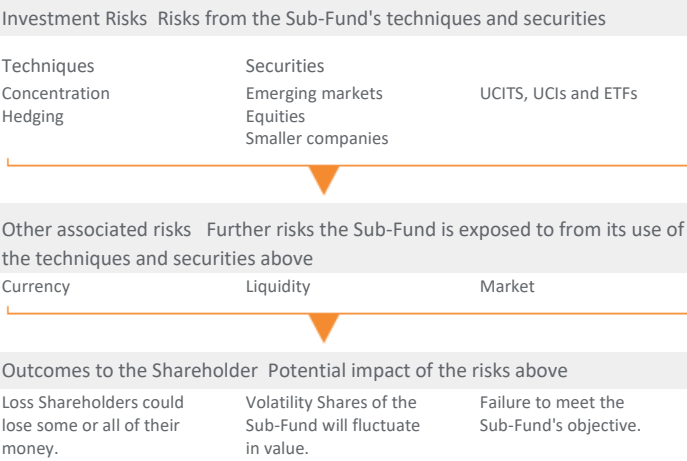 Investment Risks Risks from the Sub-Fund's techniques and securities
Techniques
Concentration
Hedging
Securities
Emerging markets
Equities
Smaller companies
UCITS, UCIs and ETFs
Other associated risks Further risks the Sub-Fund is exposed to from its use of
the techniques and securities above
Currency
Liquidity
Market
Outcomes to the Shareholder Potential impact of the risks above
Loss Shareholders could
lose some or all of their
money.
Volatility Shares of the
Sub-Fund will fluctuate
in value.
Failure to meet the
Sub-Fund's objective.